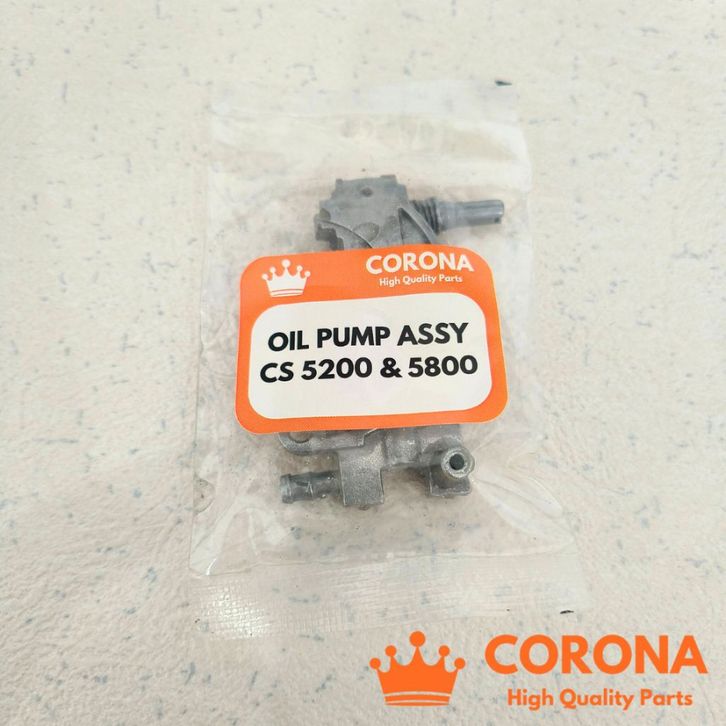 CORONA
High Quality Parts
OIL PUMP ASSY
CS 5200 & 5800
CORONA
High Quality Parts